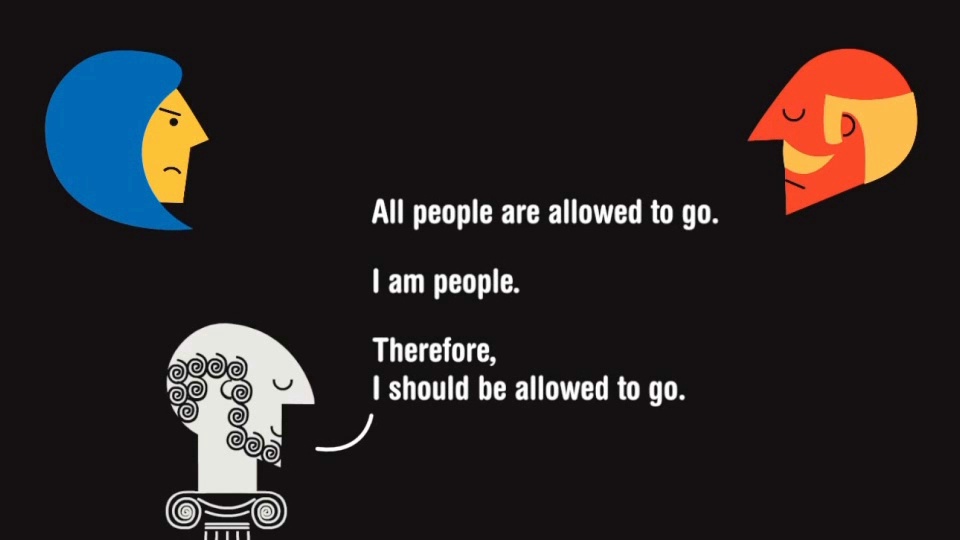 All people are allowed to go.
I am people.
Therefore,
I should be allowed to go.